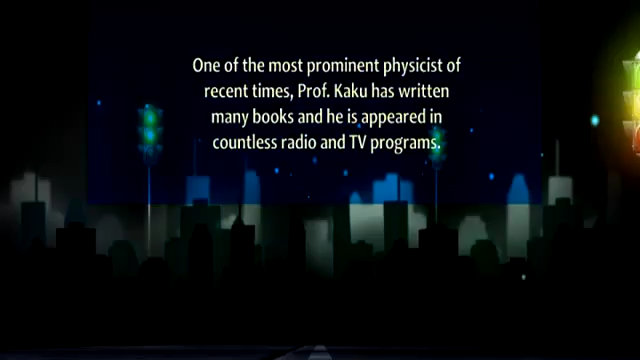 One of the most prominent physicist of
recent times, Prof. Kaku has written
many books and he is appeared in
countless radio and TV programs.